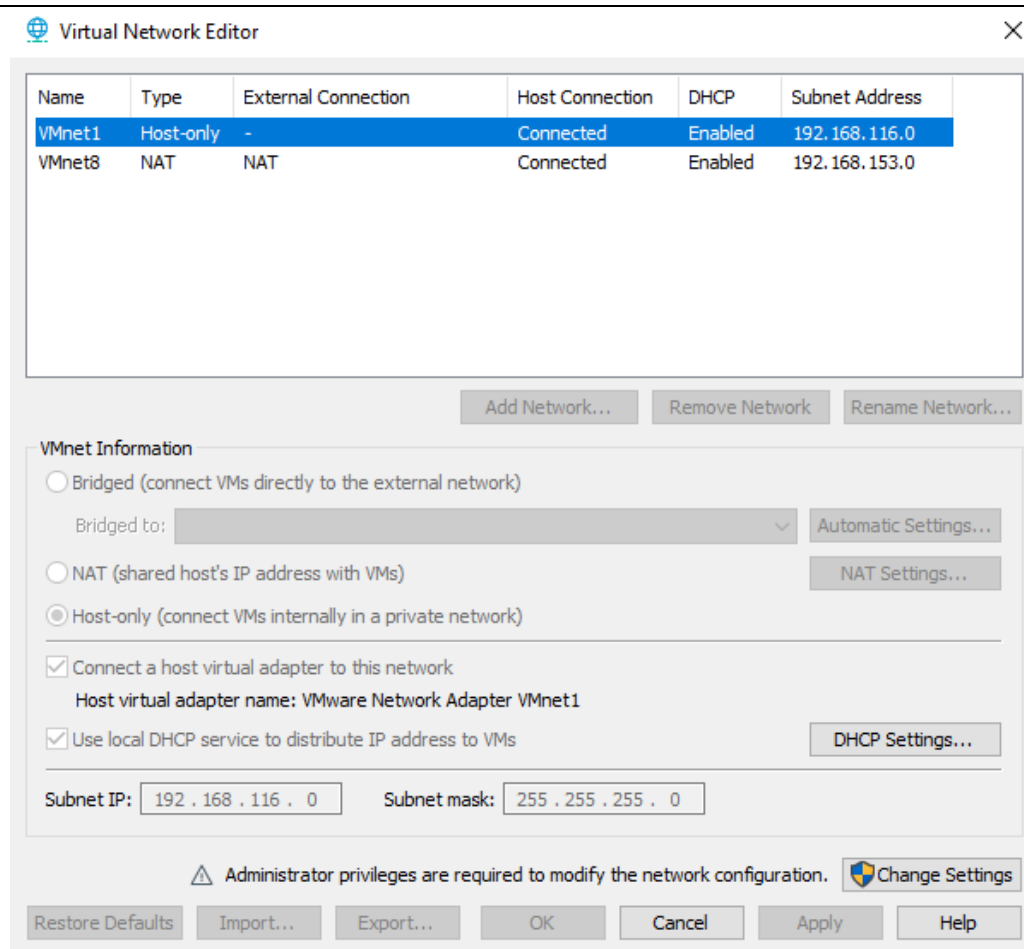 Virtual Network Editor
Name Type External Connection Host Connection DHCP Subnet Address
VMnet1 Host-only - Connected Enabled 192.168.116.0
VMnet8 NAT NAT Connected Enabled 192.168.153.0
Add Network... Remove Network Rename Network...
VMnet Information
Bridged (connect VMs directly to the external network)
Bridged to: Automatic Settings...
NAT (shared host's IP address with VMs) NAT Settings...
Host-only (connect VMs internally in a private network)
Connect a host virtual adapter to this network
Host virtual adapter name: VMware Network Adapter VMnet1
Use local DHCP service to distribute IP address to VMs DHCP Settings...
Subnet IP: 192 . 168 . 116 . 0 Subnet mask: 255 . 255 . 255 . 0
Administrator privileges are required to modify the network configuration. Change Settings
Restore Defaults Import... Export... OK Cancel Apply Help